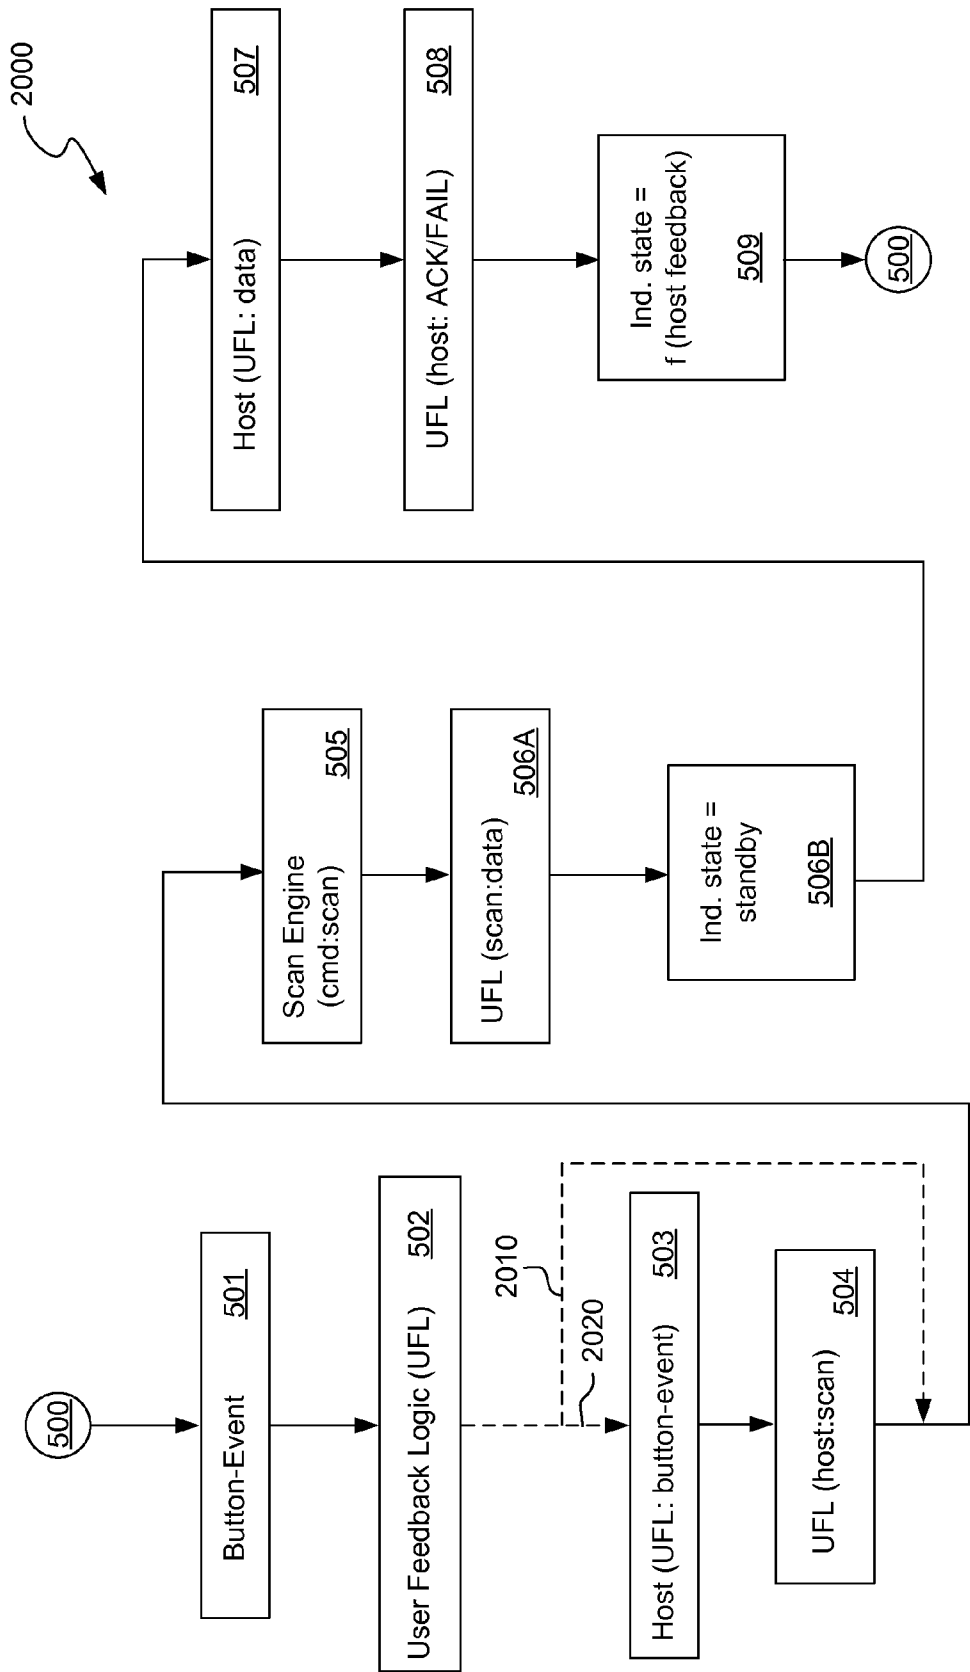 2000
500
Button-Event
501
User Feedback Logic (UFL)
502
2010
2020
Host (UFL: button-event)
503
UFL (host:scan)
504
Scan Engine
(cmd:scan)
505
UFL (scan:data)
506A
Ind. state =
standby
506B
Host (UFL: data)
507
UFL (host: ACK/FAIL)
508
Ind. state =
f (host feedback)
509
500